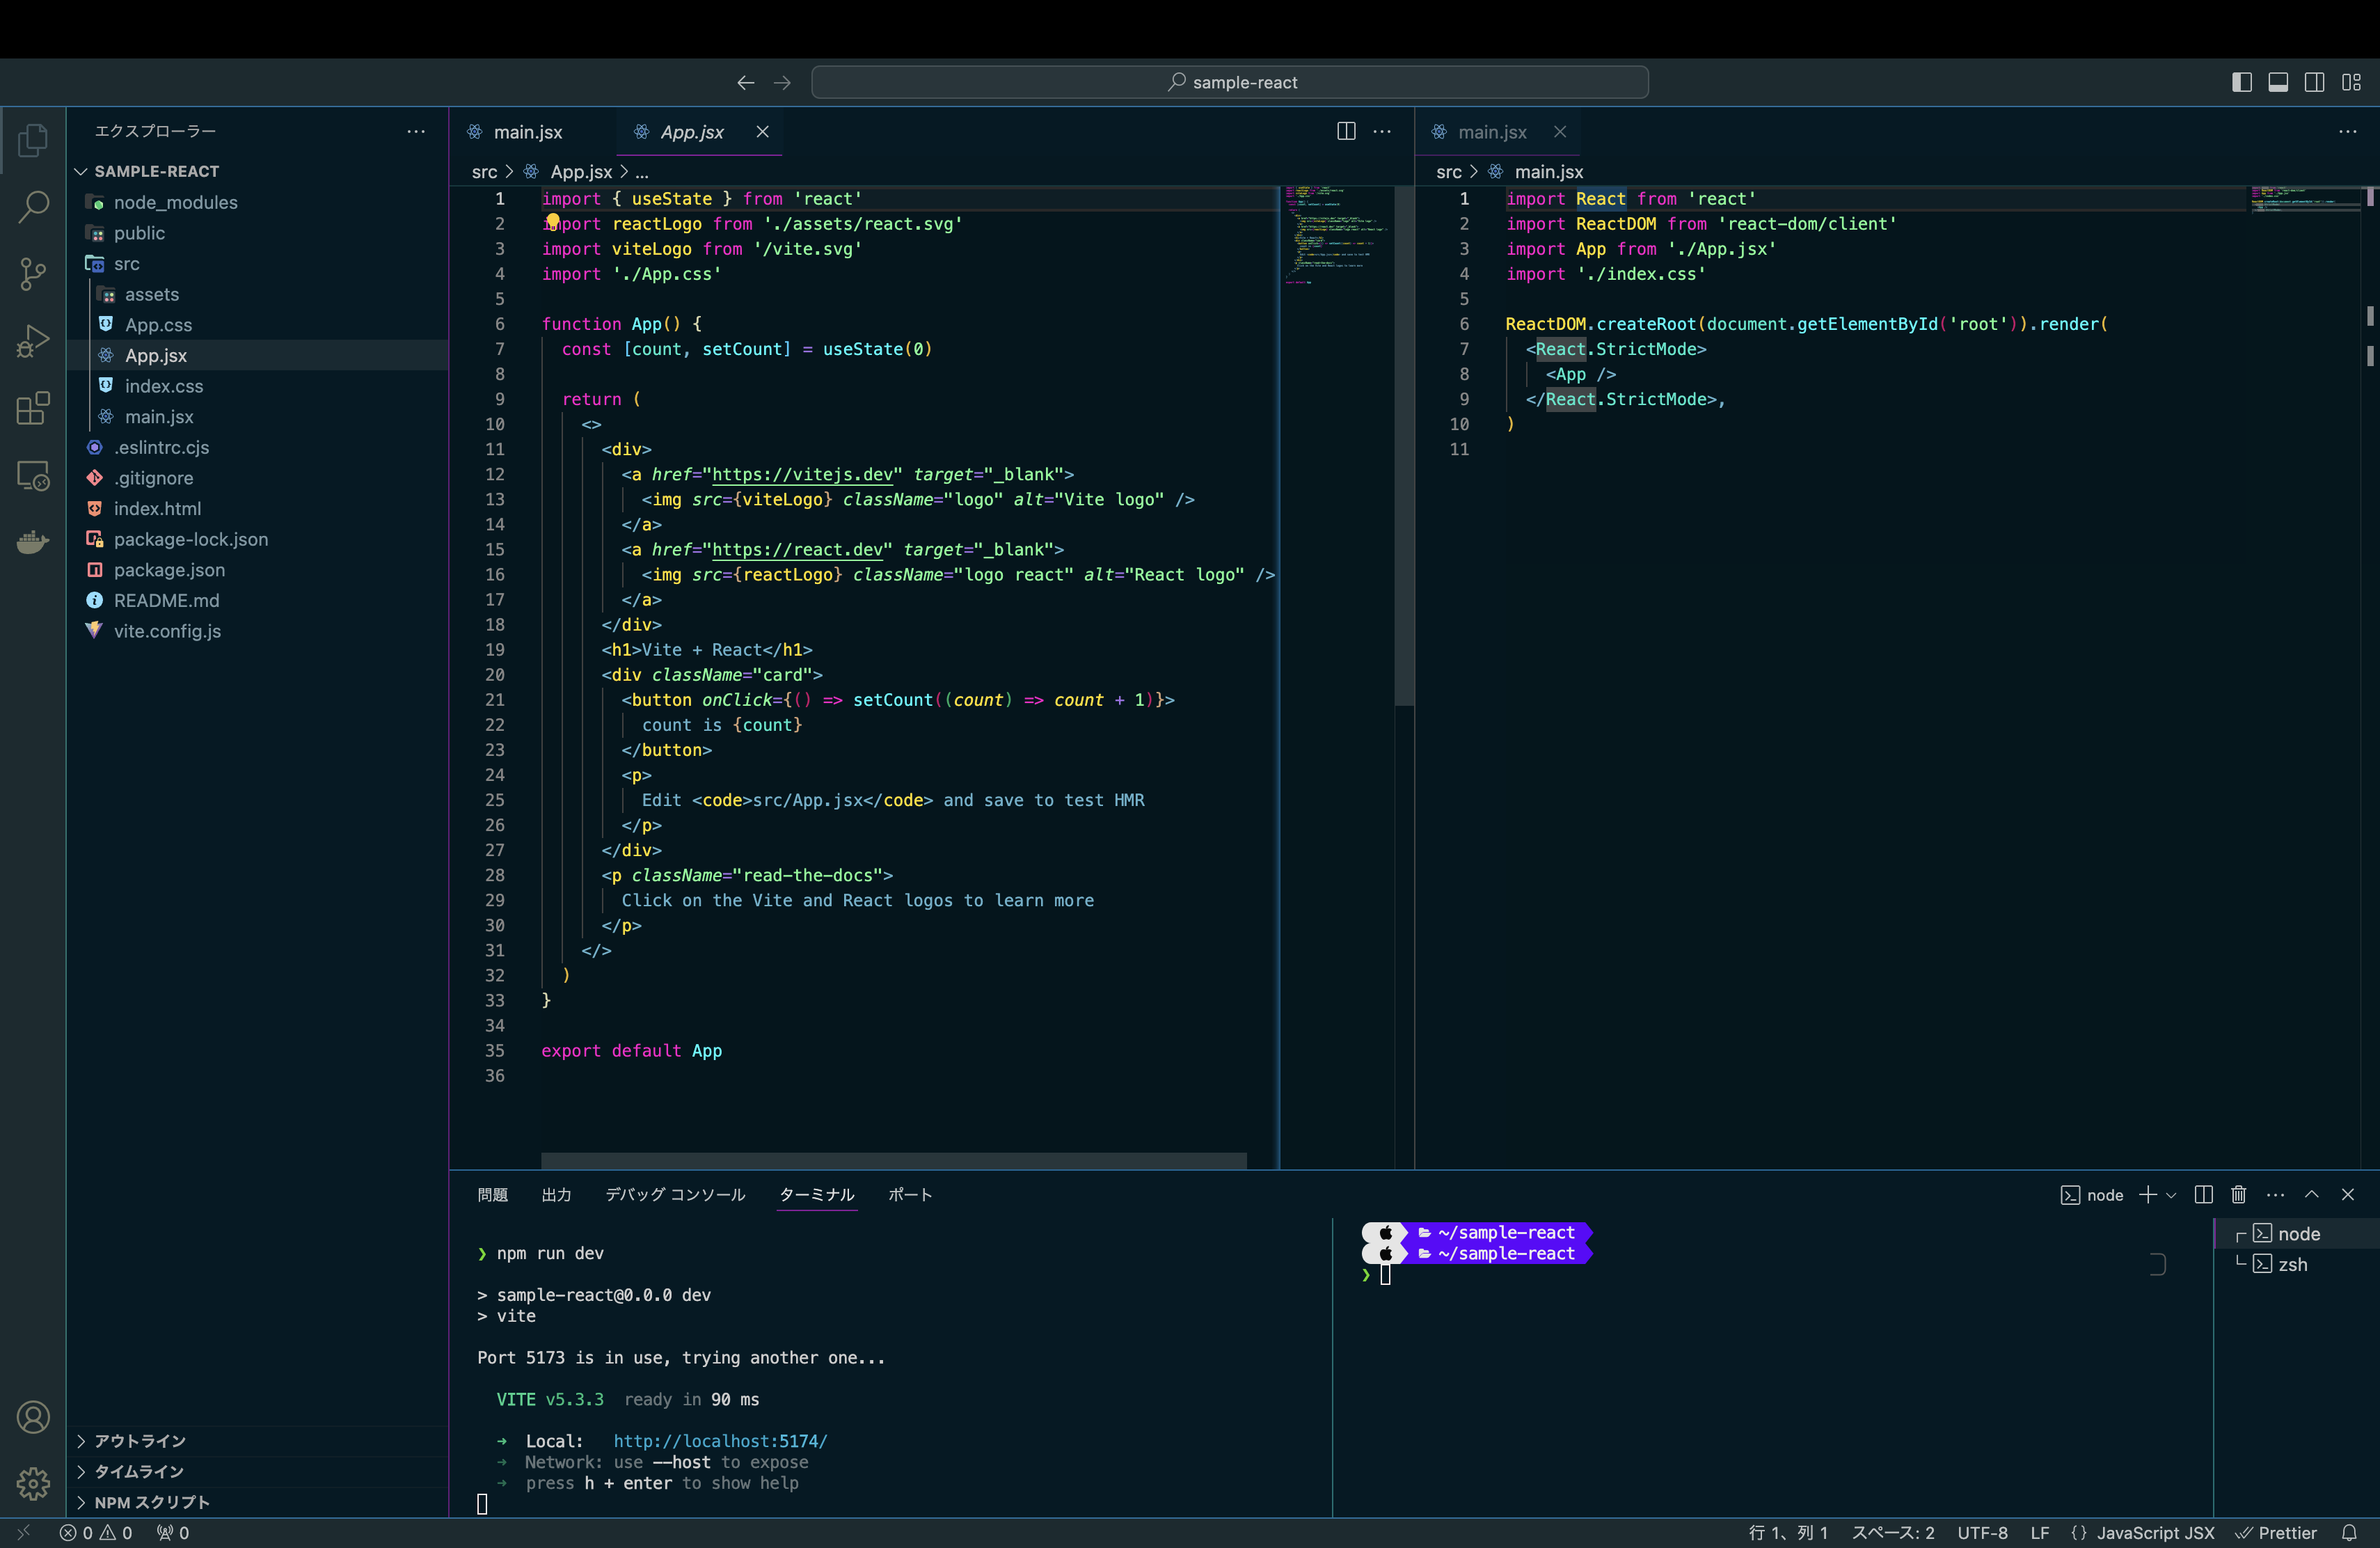 sample-react
エクスプローラー
SAMPLE-REACT
node_modules
public
src
assets
App.css
App.jsx
index.css
main.jsx
.eslintrc.cjs
.gitignore
index.html
package-lock.json
package.json
README.md
vite.config.js
アウトライン
タイムライン
NPM スクリプト
main.jsx
App.jsx
src > App.jsx > ...
1 import { useState } from 'react'
2 import reactLogo from './assets/react.svg'
3 import viteLogo from '/vite.svg'
4 import './App.css'
5
6 function App() {
7 const [count, setCount] = useState(0)
8
9 return (
10 <>
11 <div>
12 <a href="https://vitejs.dev" target="_blank">
13 <img src={viteLogo} className="logo" alt="Vite logo" />
14 </a>
15 <a href="https://react.dev" target="_blank">
16 <img src={reactLogo} className="logo react" alt="React logo" />
17 </a>
18 </div>
19 <h1>Vite + React</h1>
20 <div className="card">
21 <button onClick={() => setCount((count) => count + 1)}>
22 count is {count}
23 </button>
24 <p>
25 Edit <code>src/App.jsx</code> and save to test HMR
26 </p>
27 </div>
28 <p className="read-the-docs">
29 Click on the Vite and React logos to learn more
30 </p>
31 </>
32 )
33 }
34
35 export default App
36
main.jsx
src > main.jsx
1 import React from 'react'
2 import ReactDOM from 'react-dom/client'
3 import App from './App.jsx'
4 import './index.css'
5
6 ReactDOM.createRoot(document.getElementById('root')).render(
7 <React.StrictMode>
8 <App />
9 </React.StrictMode>,
10 )
11
問題 出力 デバッグ コンソール ターミナル ポート
node
❯ npm run dev
> sample-react@0.0.0 dev
> vite
Port 5173 is in use, trying another one...
VITE v5.3.3 ready in 90 ms
➜ Local: http://localhost:5174/
➜ Network: use --host to expose
➜ press h + enter to show help
~/sample-react
~/sample-react
❯
node
zsh
0 0 0
行 1、列 1 スペース: 2 UTF-8 LF {} JavaScript JSX Prettier